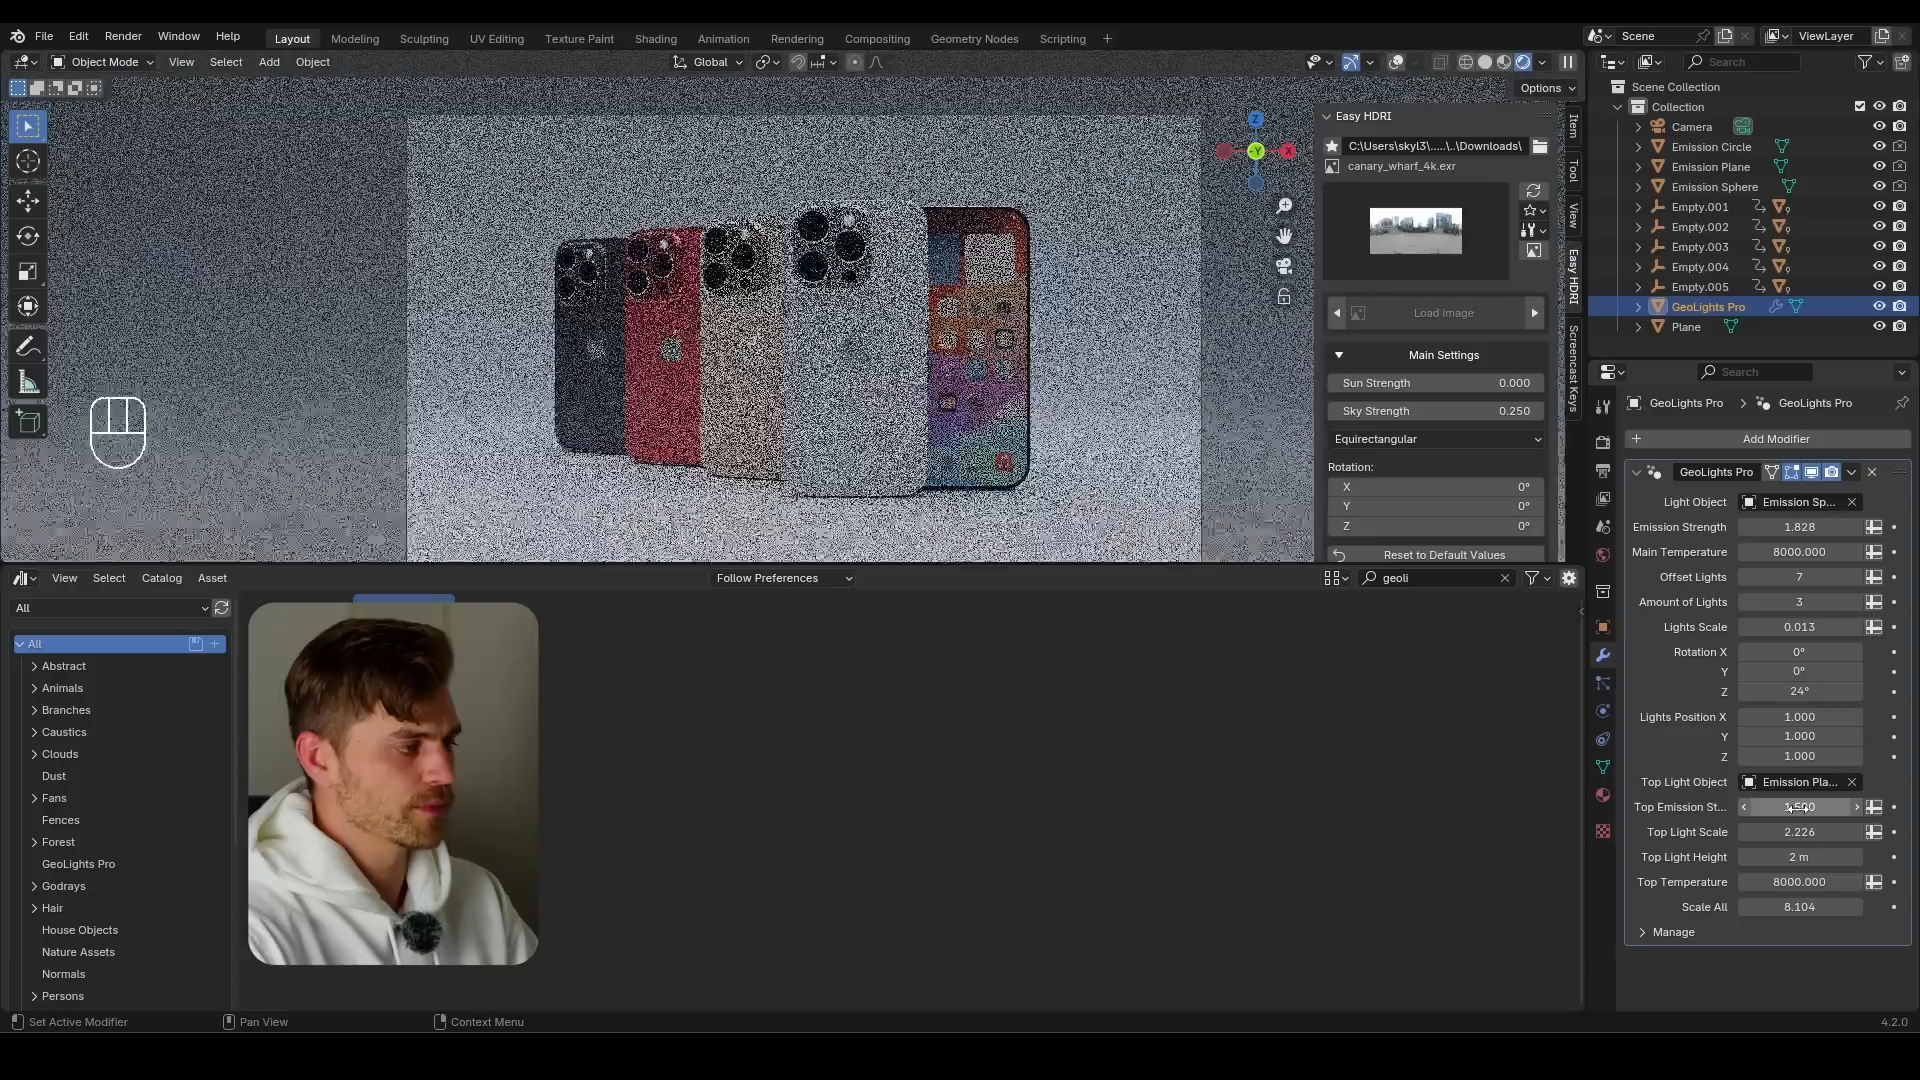 File Edit Render Window Help Layout Modeling Sculpting UV Editing Texture Paint Shading Animation Rendering Compositing Geometry Nodes Scripting + Scene ViewLayer
Object Mode View Select Add Object Global Search
Options
Scene Collection
Collection
Camera
Emission Circle
Emission Plane
Emission Sphere
Empty.001
Empty.002
Empty.003
Empty.004
Empty.005
GeoLights Pro
Plane
Z
-Y X
Easy HDRI
C:\Users\skyl3\.....\..\Downloads\
canary_wharf_4k.exr
Load image
Main Settings
Sun Strength 0.000
Sky Strength 0.250
Equirectangular
Rotation:
X 0°
Y 0°
Z 0°
Reset to Default Values
Item
Tool
View
Easy HDRI
Screencast Keys
Search
GeoLights Pro > GeoLights Pro
+ Add Modifier
GeoLights Pro
Light Object Emission Sp...
Emission Strength 1.828
Main Temperature 8000.000
Offset Lights 7
Amount of Lights 3
Lights Scale 0.013
Rotation X 0°
Y 0°
Z 24°
Lights Position X 1.000
Y 1.000
Z 1.000
Top Light Object Emission Pla...
Top Emission St...
Top Light Scale 2.226
Top Light Height 2 m
Top Temperature 8000.000
Scale All 8.104
Manage
View Select Catalog Asset Follow Preferences geoli
All
All
Abstract
Animals
Branches
Caustics
Clouds
Dust
Fans
Fences
Forest
GeoLights Pro
Godrays
Hair
House Objects
Nature Assets
Normals
Persons
Set Active Modifier Pan View Context Menu 4.2.0